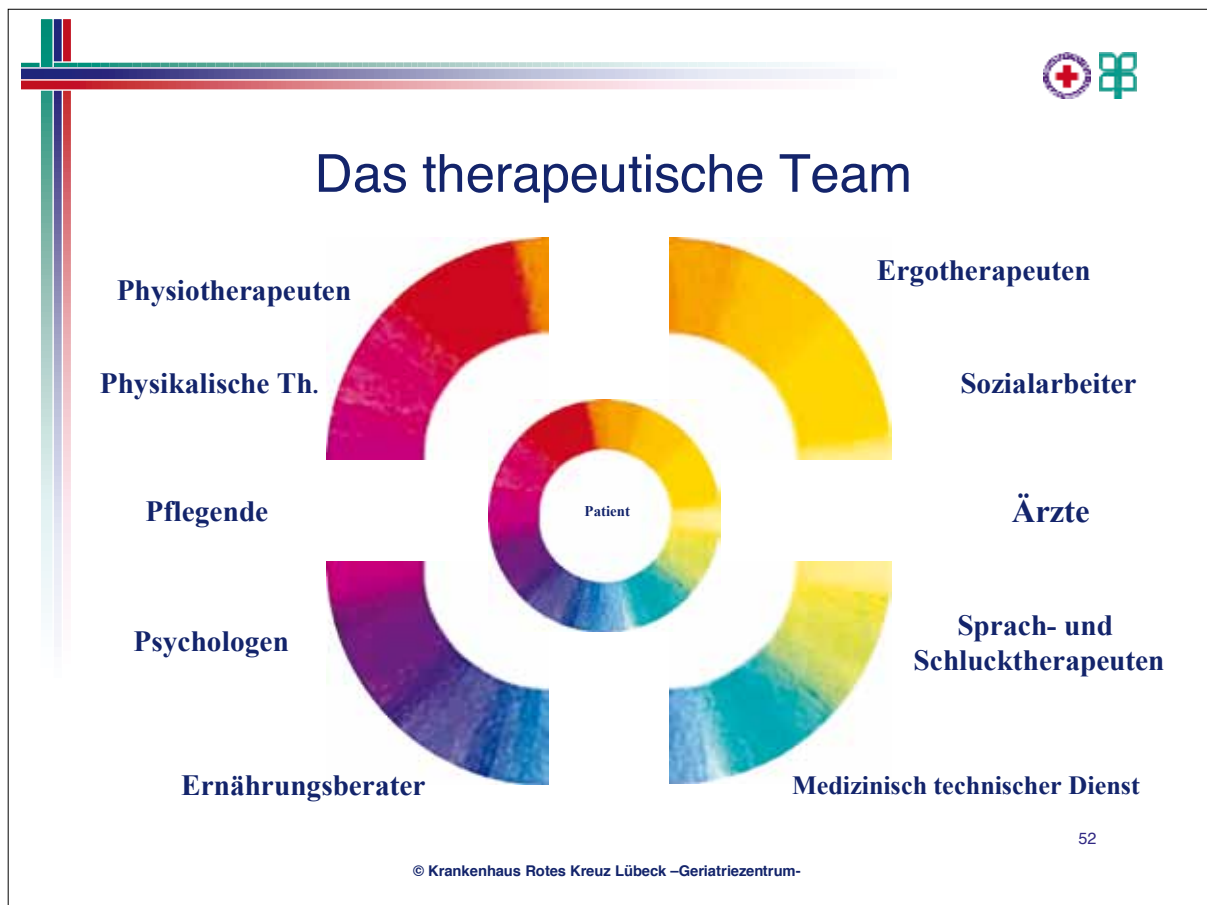 Das therapeutische Team
Physiotherapeuten
Ergotherapeuten
Physikalische Th.
Sozialarbeiter
Pflegende
Patient
Ärzte
Psychologen
Sprach- und
Schlucktherapeuten
Ernährungsberater
Medizinisch technischer Dienst
52
© Krankenhaus Rotes Kreuz Lübeck –Geriatriezentrum-